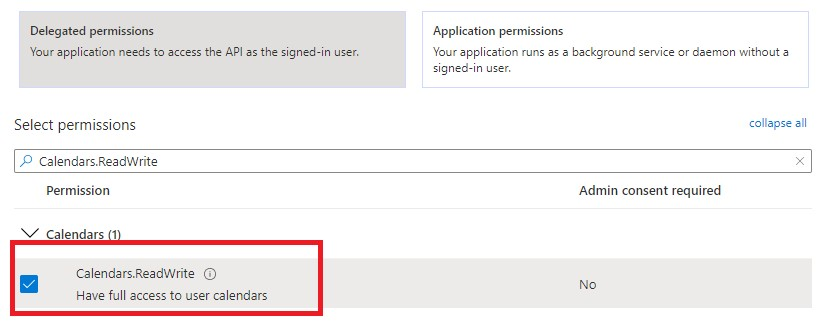 Delegated permissions
Your application needs to access the API as the signed-in user.
Application permissions
Your application runs as a background service or daemon without a
signed-in user.
Select permissions
collapse all
Calendars.ReadWrite
Permission
Admin consent required
Calendars (1)
Calendars.ReadWrite
Have full access to user calendars
No